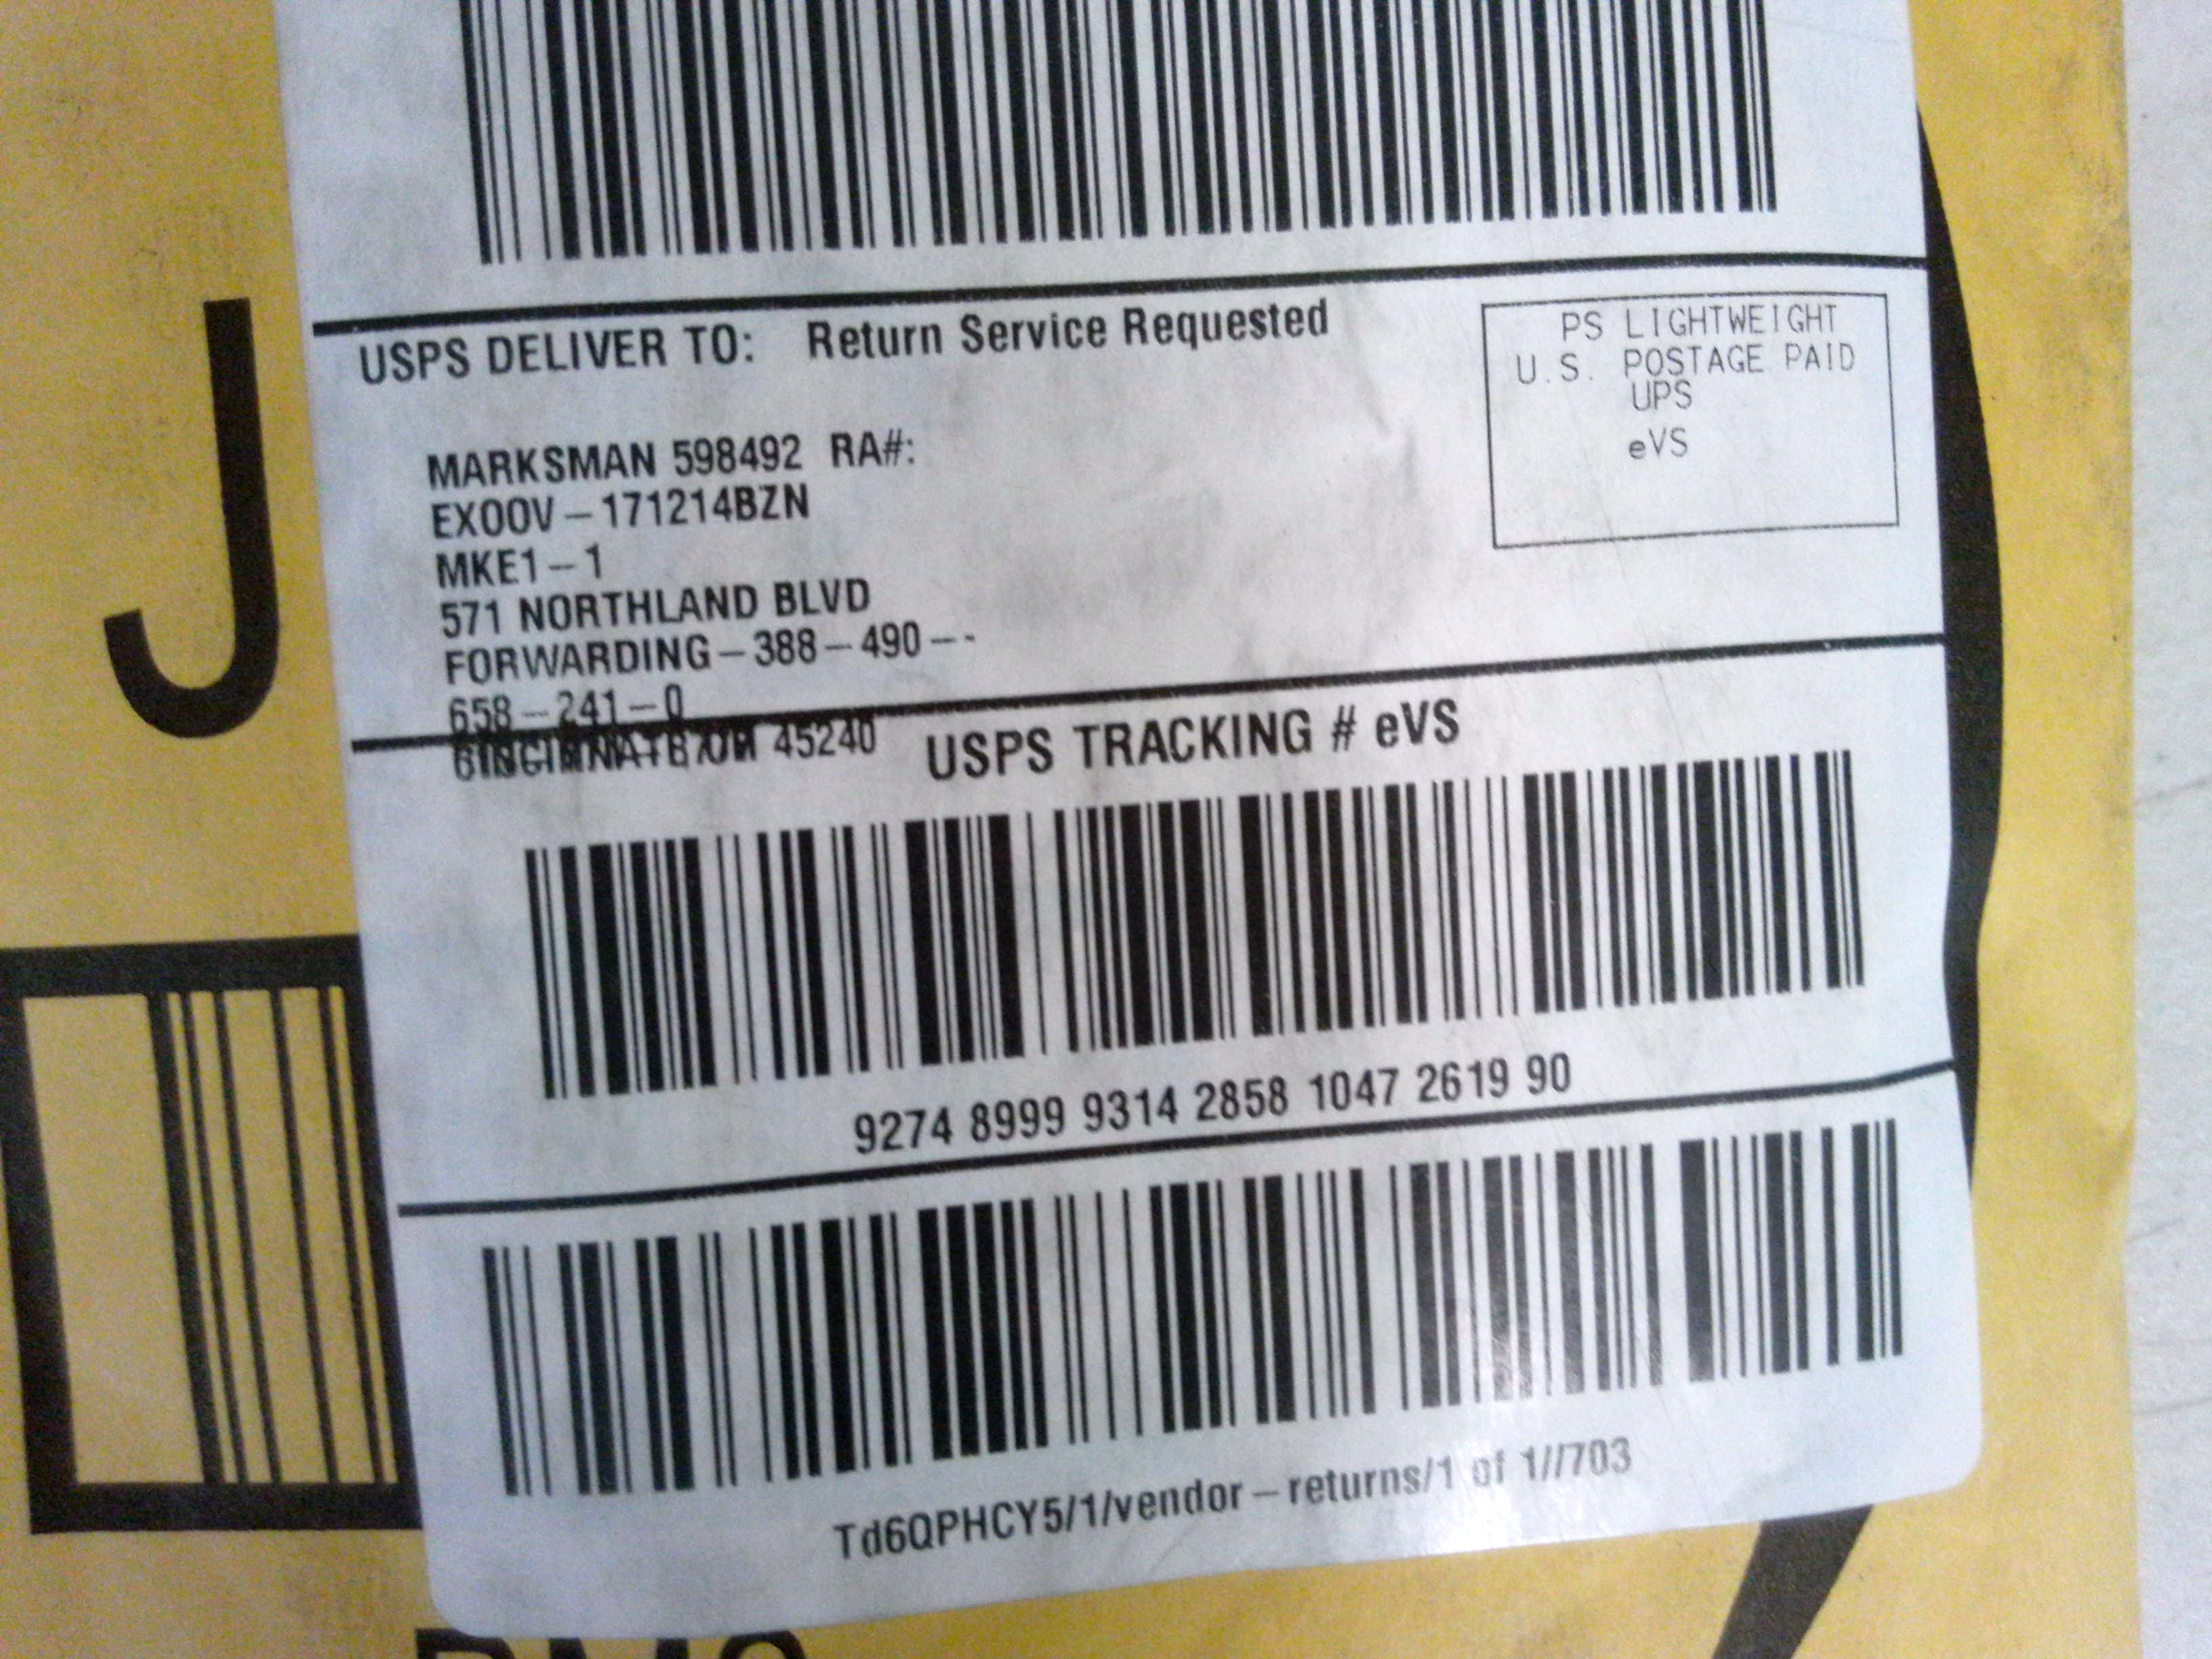 J
USPS DELIVER TO: Return Service Requested
PS LIGHTWEIGHT
U.S. POSTAGE PAID
UPS
eVS
MARKSMAN 598492 RA#:
EX00V-171214BZN
MKE1-1
571 NORTHLAND BLVD
FORWARDING-388-490--
658-241-0
45240
USPS TRACKING # eVS
9274 8999 9314 2858 1047 2619 90
Td6QPHCY5/1/vendor-returns/1 of 1//703